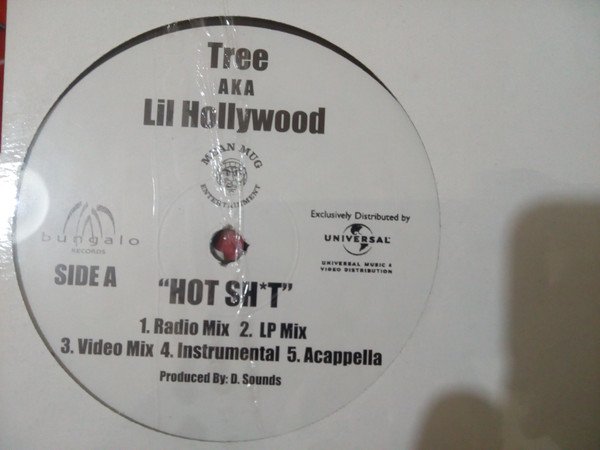 Tree
AKA
Lil Hollywood
MEAN MUG
ENTERTAINMENT
bungalo
RECORDS
Exclusively Distributed by
UNIVERSAL
UNIVERSAL MUSIC &
VIDEO DISTRIBUTION
SIDE A
“HOT SH*T”
1. Radio Mix 2. LP Mix
3. Video Mix 4. Instrumental 5. Acappella
Produced By: D. Sounds